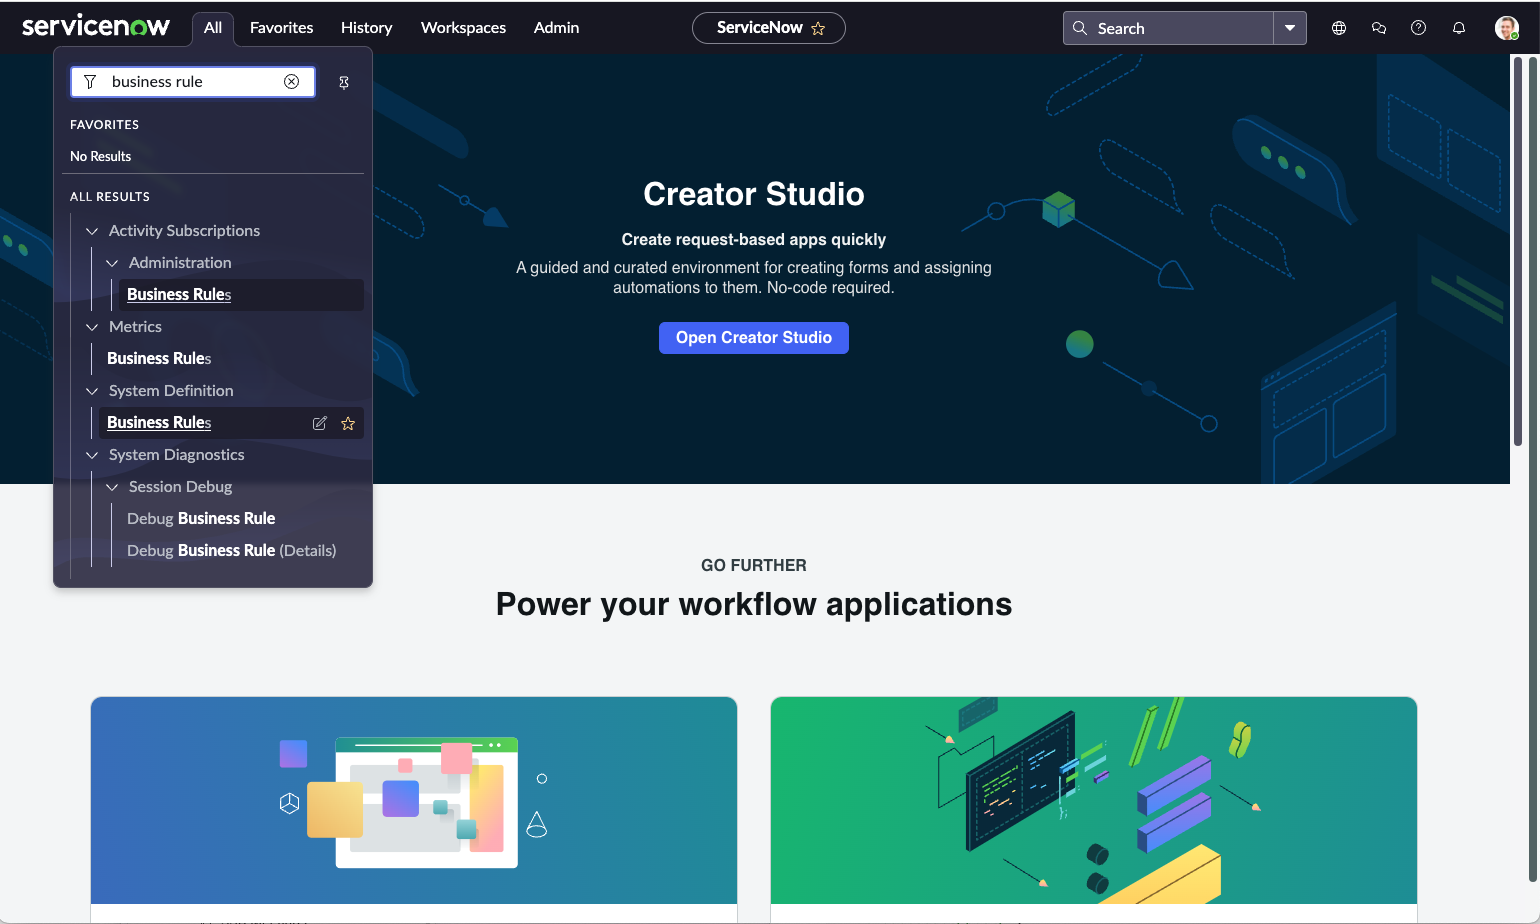 servicenow
All
Favorites
History
Workspaces
Admin
ServiceNow
Search
business rule
FAVORITES
No Results
ALL RESULTS
Activity Subscriptions
Administration
Business Rules
Metrics
Business Rules
System Definition
Business Rules
System Diagnostics
Session Debug
Debug Business Rule
Debug Business Rule (Details)
Creator Studio
Create request-based apps quickly
A guided and curated environment for creating forms and assigning
automations to them. No-code required.
Open Creator Studio
GO FURTHER
Power your workflow applications